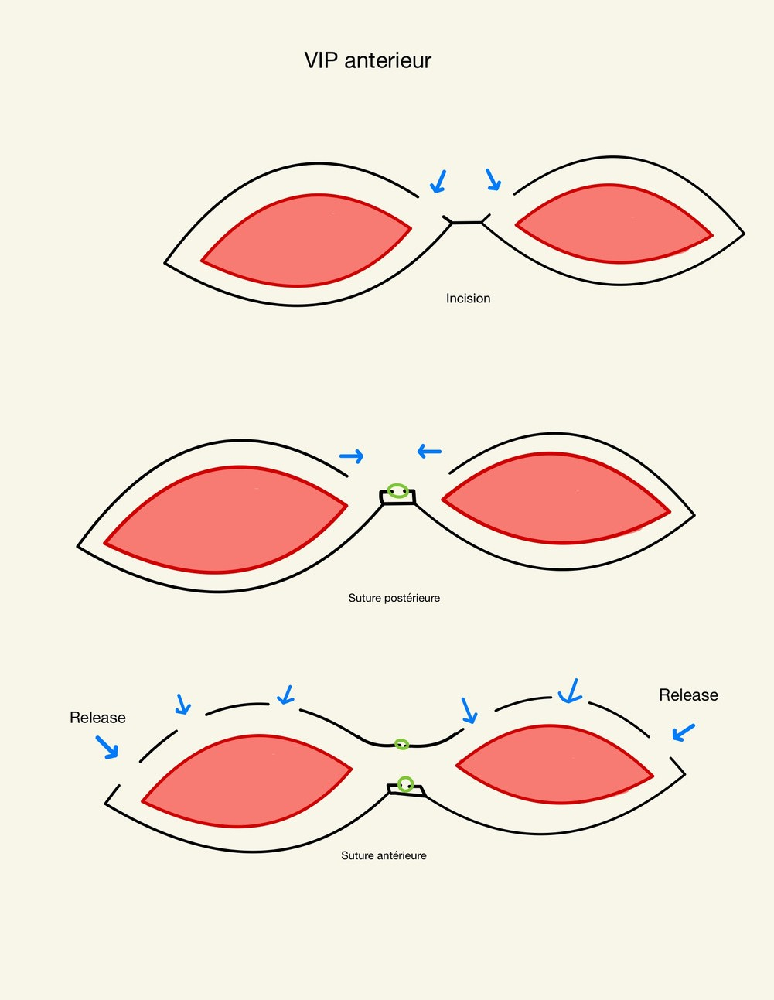 VIP anterieur
Incision
Suture postérieure
Release
Release
Suture antérieure